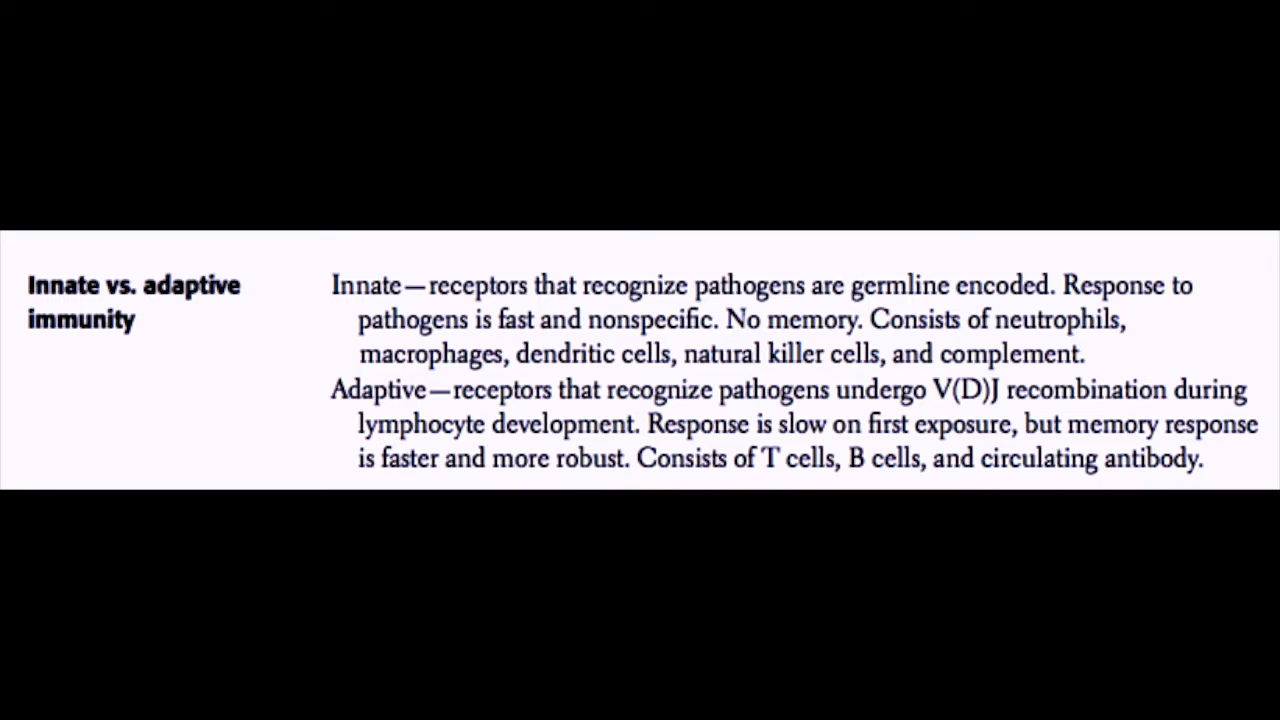 Innate vs. adaptive
immunity
Innate—receptors that recognize pathogens are germline encoded. Response to
pathogens is fast and nonspecific. No memory. Consists of neutrophils,
macrophages, dendritic cells, natural killer cells, and complement.
Adaptive—receptors that recognize pathogens undergo V(D)J recombination during
lymphocyte development. Response is slow on first exposure, but memory response
is faster and more robust. Consists of T cells, B cells, and circulating antibody.